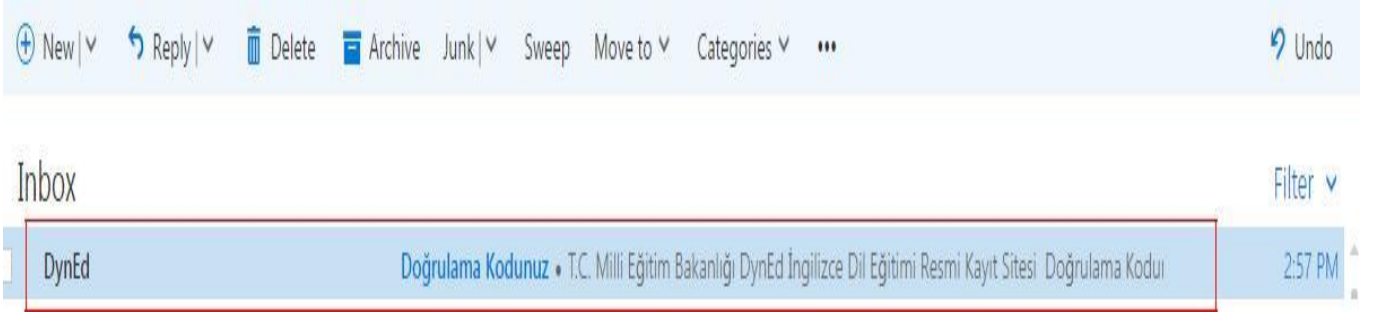 New | Reply | Delete Archive Junk | Sweep Move to Categories ••• Undo
Inbox Filter
DynEd Doğrulama Kodunuz • T.C. Milli Eğitim Bakanlığı DynEd İngilizce Dil Eğitimi Resmi Kayıt Sitesi Doğrulama 2:57 PM